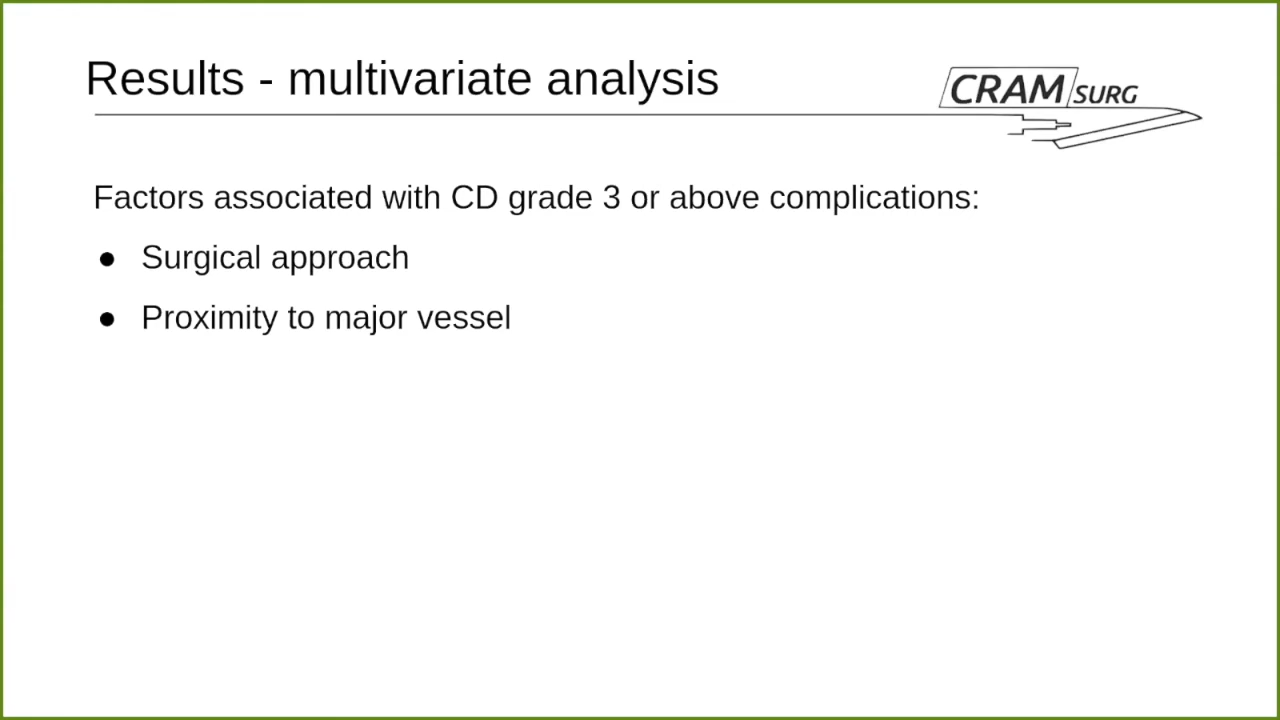 Results - multivariate analysis
CRAM SURG
Factors associated with CD grade 3 or above complications:
● Surgical approach
● Proximity to major vessel